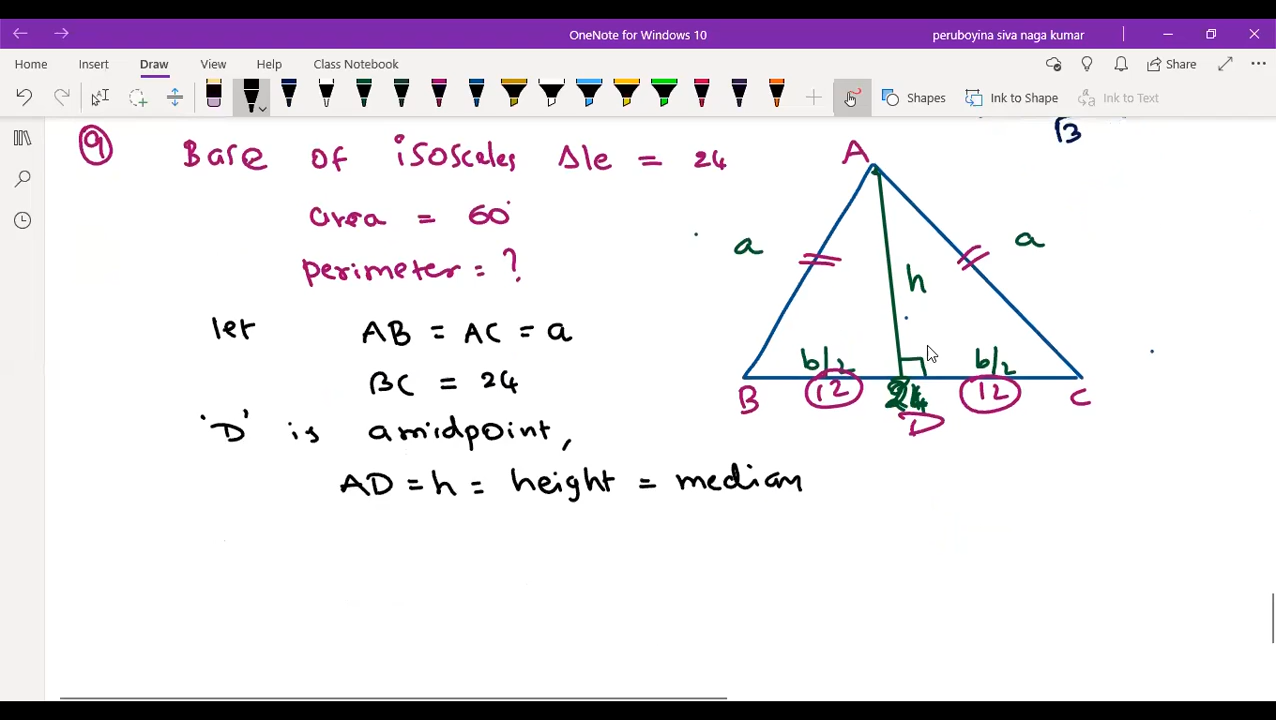 OneNote for Windows 10
peruboyina siva naga kumar
Home Insert Draw View Help Class Notebook
Share
Shapes
Ink to Shape
Ink to Text
√3
9 Base of isosceles Δle = 24
area = 60
perimeter = ?
let AB = AC = a
BC = 24
'D' is a midpoint,
AD = h = height = median
A
a
a
h
b/2
b/2
B
12
24
12
C
D